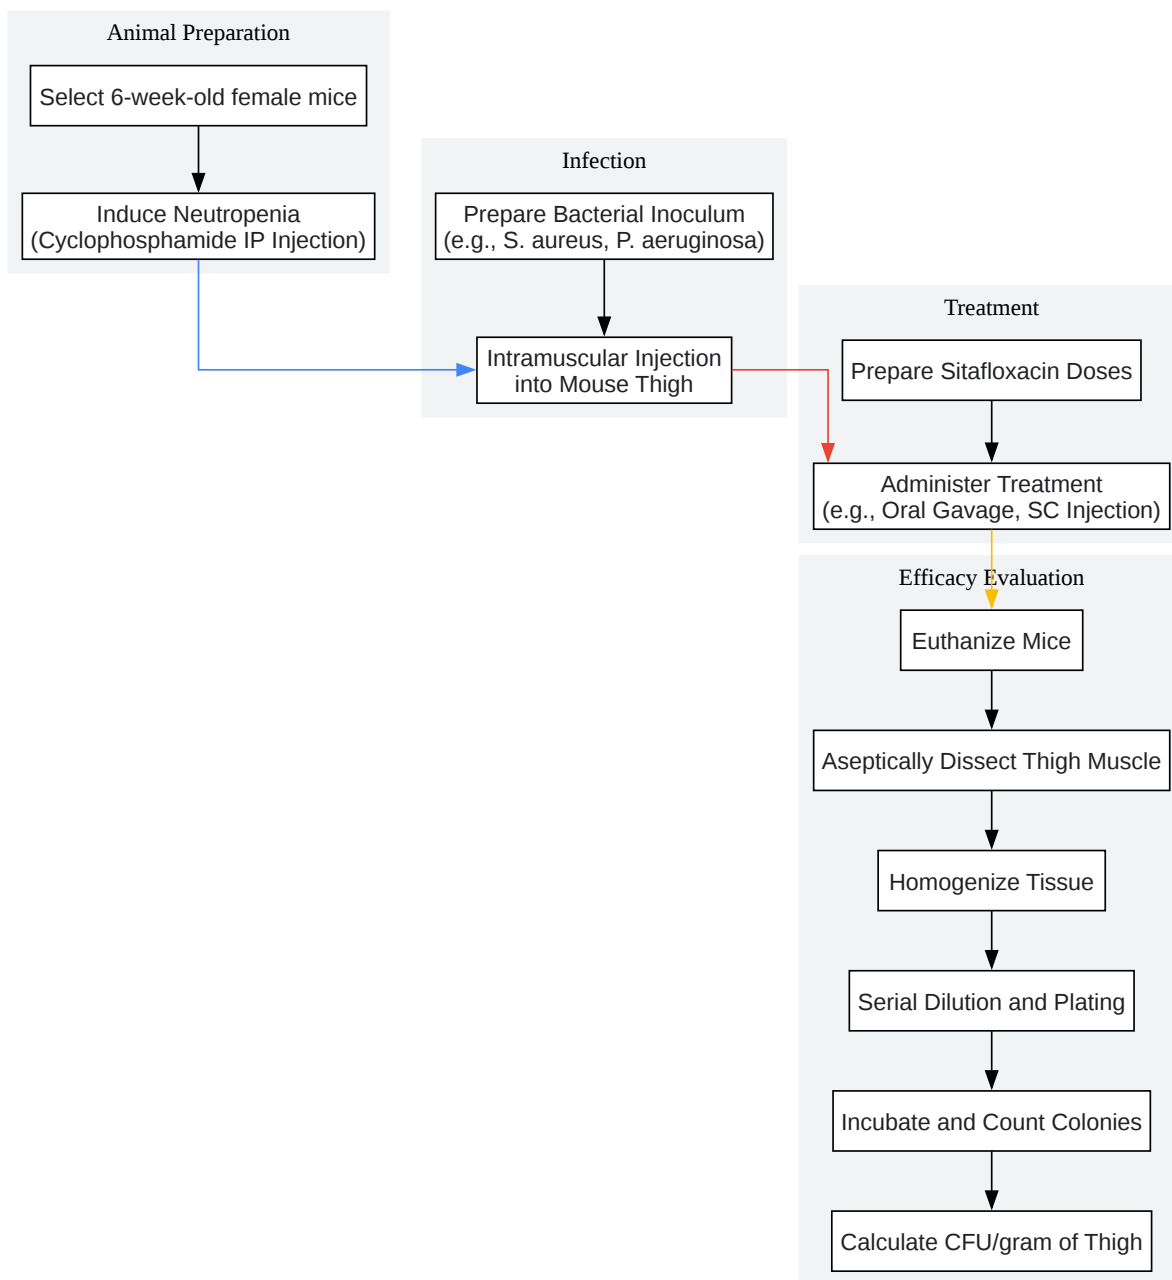 Animal Preparation
Select 6-week-old female mice
Induce Neutropenia
(Cyclophosphamide IP Injection)
Infection
Prepare Bacterial Inoculum
(e.g., S. aureus, P. aeruginosa)
Intramuscular Injection
into Mouse Thigh
Treatment
Prepare Sitafloxacin Doses
Administer Treatment
(e.g., Oral Gavage, SC Injection)
Efficacy Evaluation
Euthanize Mice
Aseptically Dissect Thigh Muscle
Homogenize Tissue
Serial Dilution and Plating
Incubate and Count Colonies
Calculate CFU/gram of Thigh